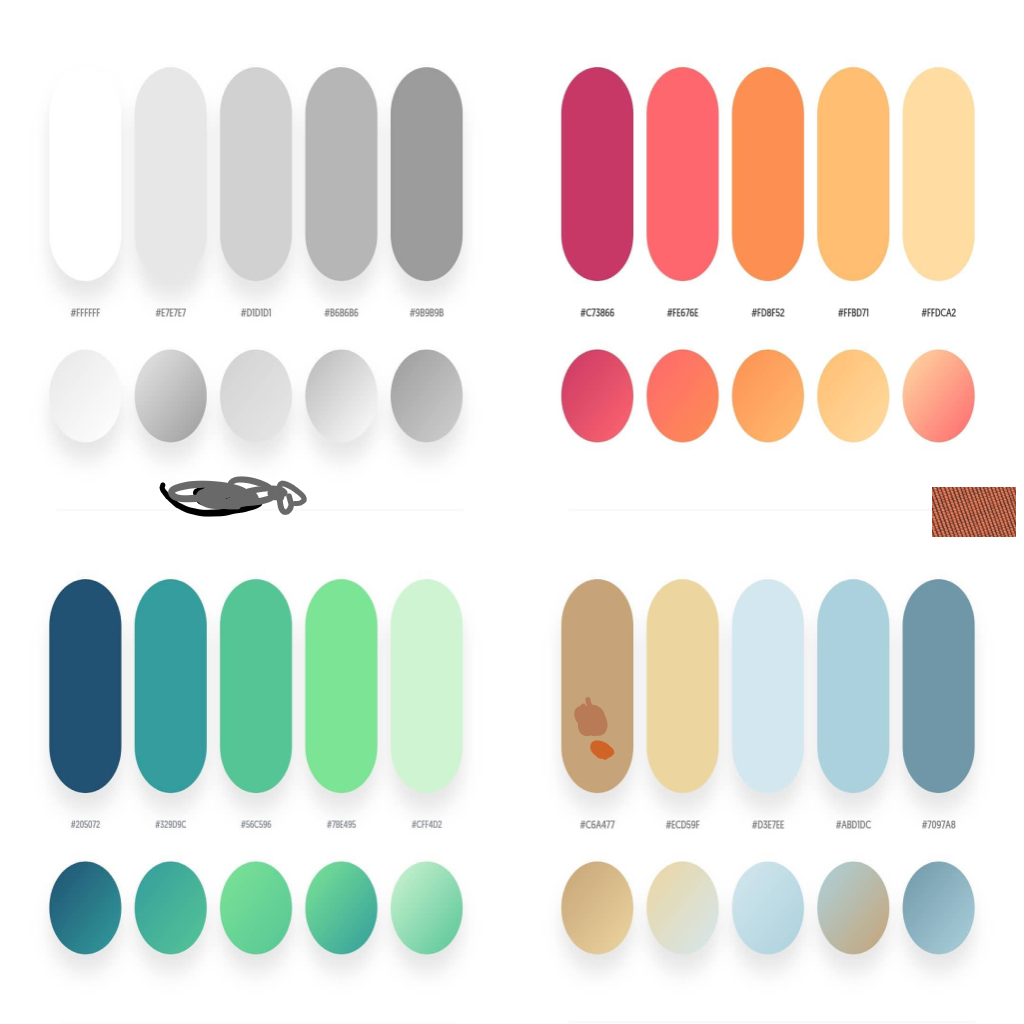 #FFFFFF #E7E7E7 #D1D1D1 #B6B6B6 #9B9B9B
#C73866 #FE676E #FD8F52 #FFBD71 #FFDCA2
#205072 #329D9C #56C596 #7BE495 #CFF4D2
#C6A477 #ECD59F #D3E7EE #ABD1DC #7097A8